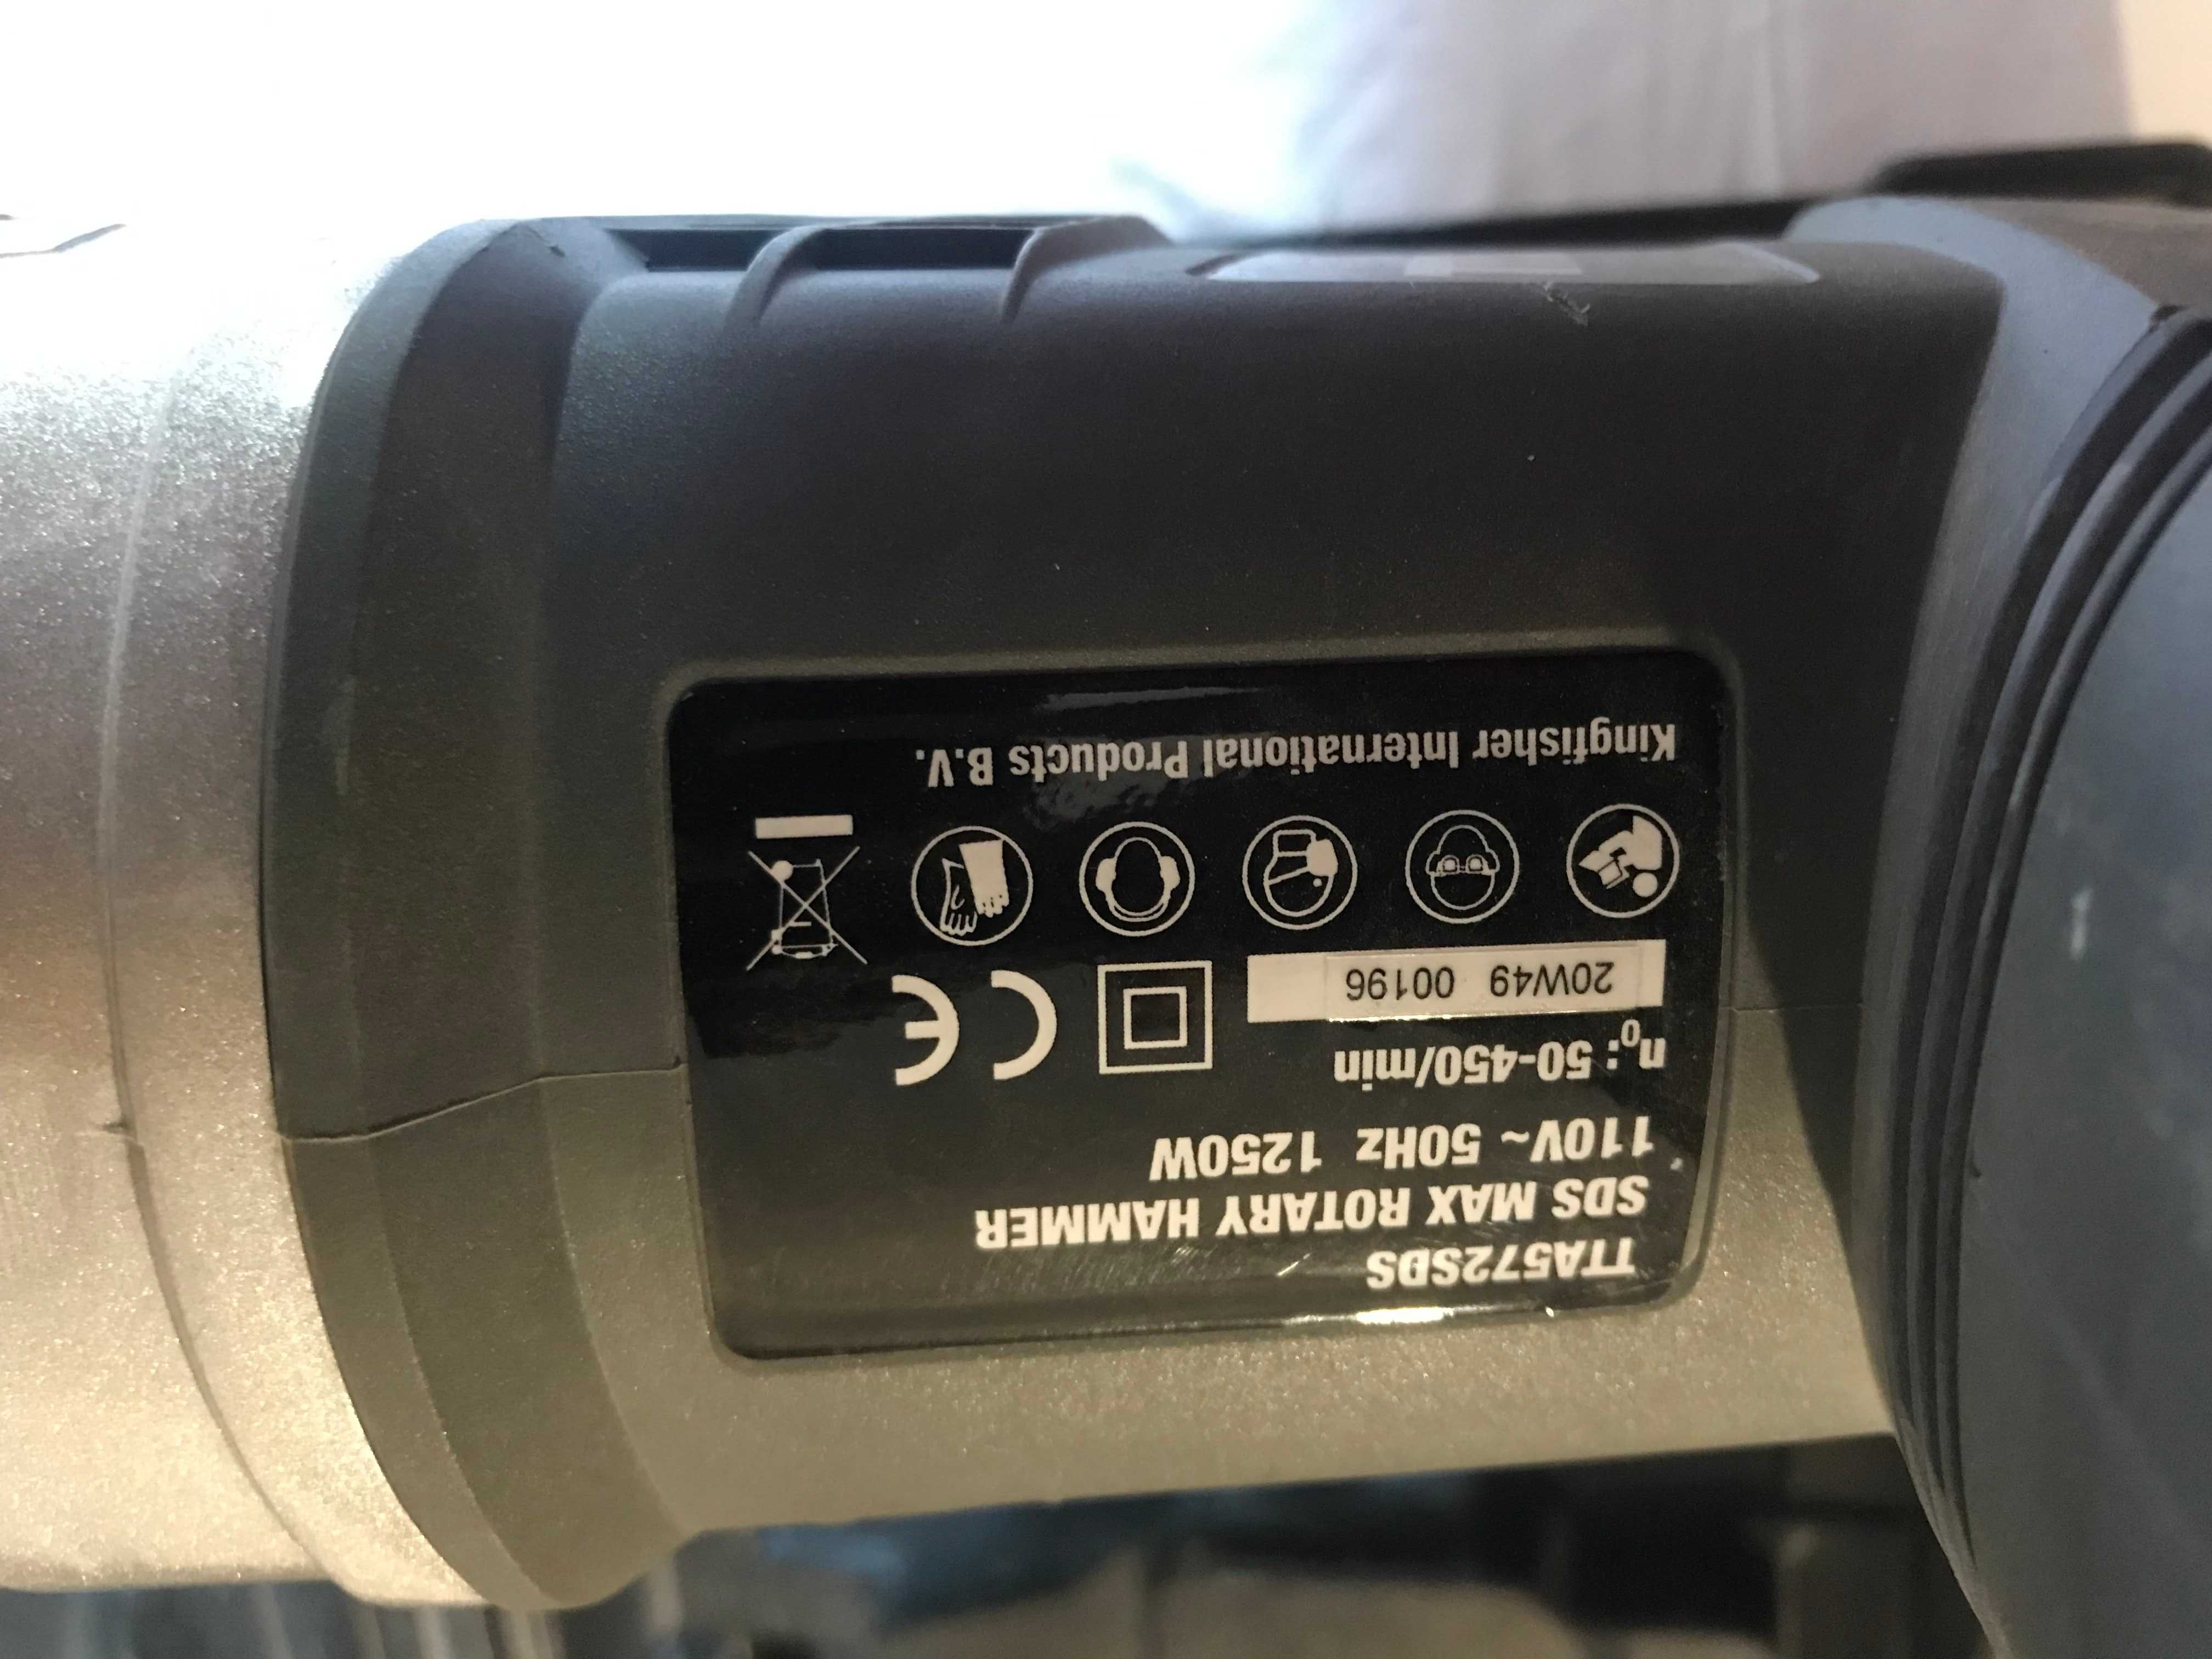 TTA572SDS
SDS MAX ROTARY HAMMER
110V~ 50Hz 1250W
n₀: 50-450/min
20W49 00196
CE
Kingfisher International Products B.V.